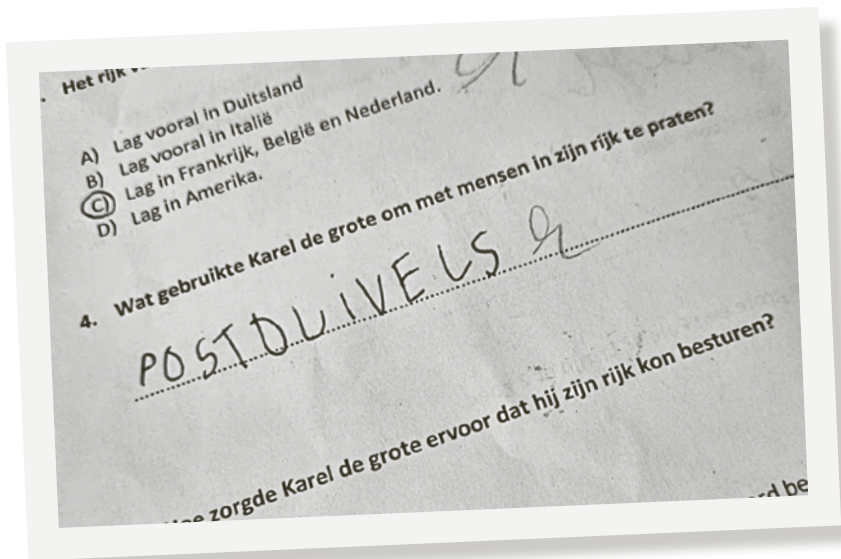 Het rijk
A) Lag vooral in Duitsland
B) Lag vooral in Italië
C) Lag in Frankrijk, België en Nederland.
D) Lag in Amerika.
4. Wat gebruikte Karel de grote om met mensen in zijn rijk te praten?
POSTDUIVELS
zorgde Karel de grote ervoor dat hij zijn rijk kon besturen?